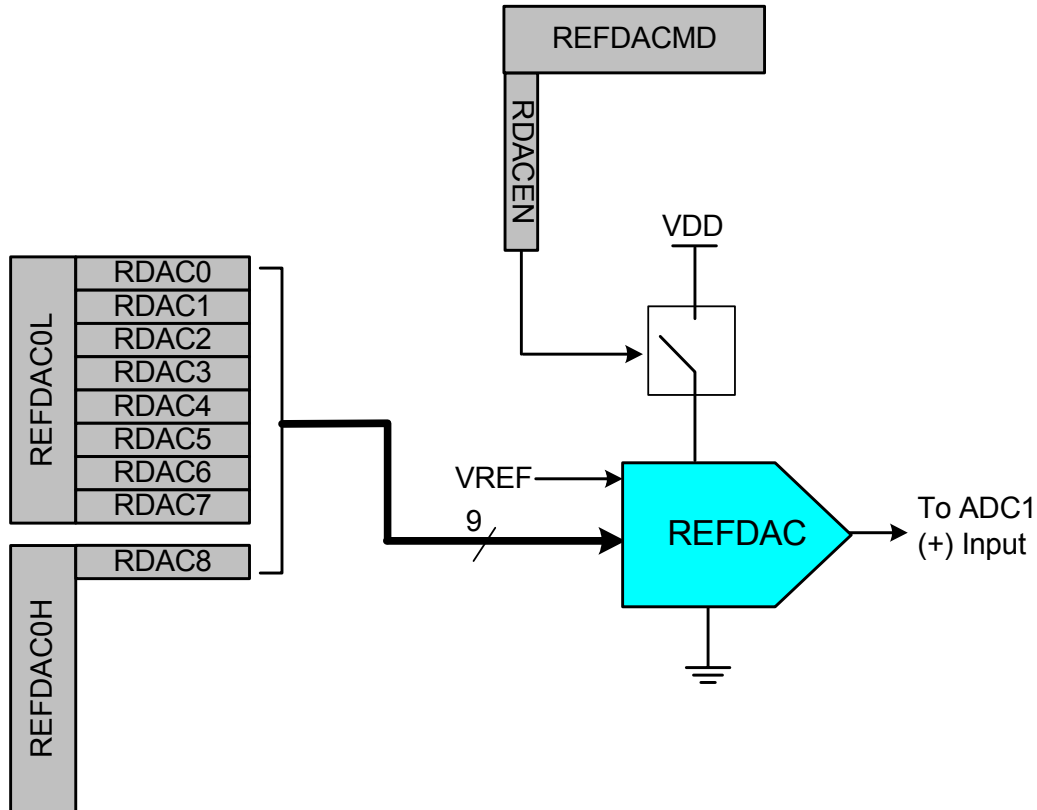 REFDACMD
RDACEN
VDD
REFDAC0L
RDAC0
RDAC1
RDAC2
RDAC3
RDAC4
RDAC5
RDAC6
RDAC7
REFDAC0H
RDAC8
9
VREF
REFDAC
To ADC1
(+) Input